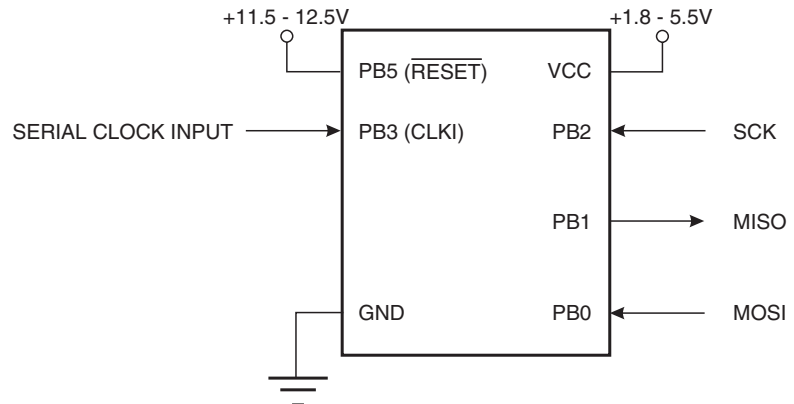 +11.5 - 12.5V
+1.8 - 5.5V
PB5 (RESET)
VCC
SERIAL CLOCK INPUT
PB3 (CLKI)
PB2
SCK
PB1
MISO
GND
PB0
MOSI